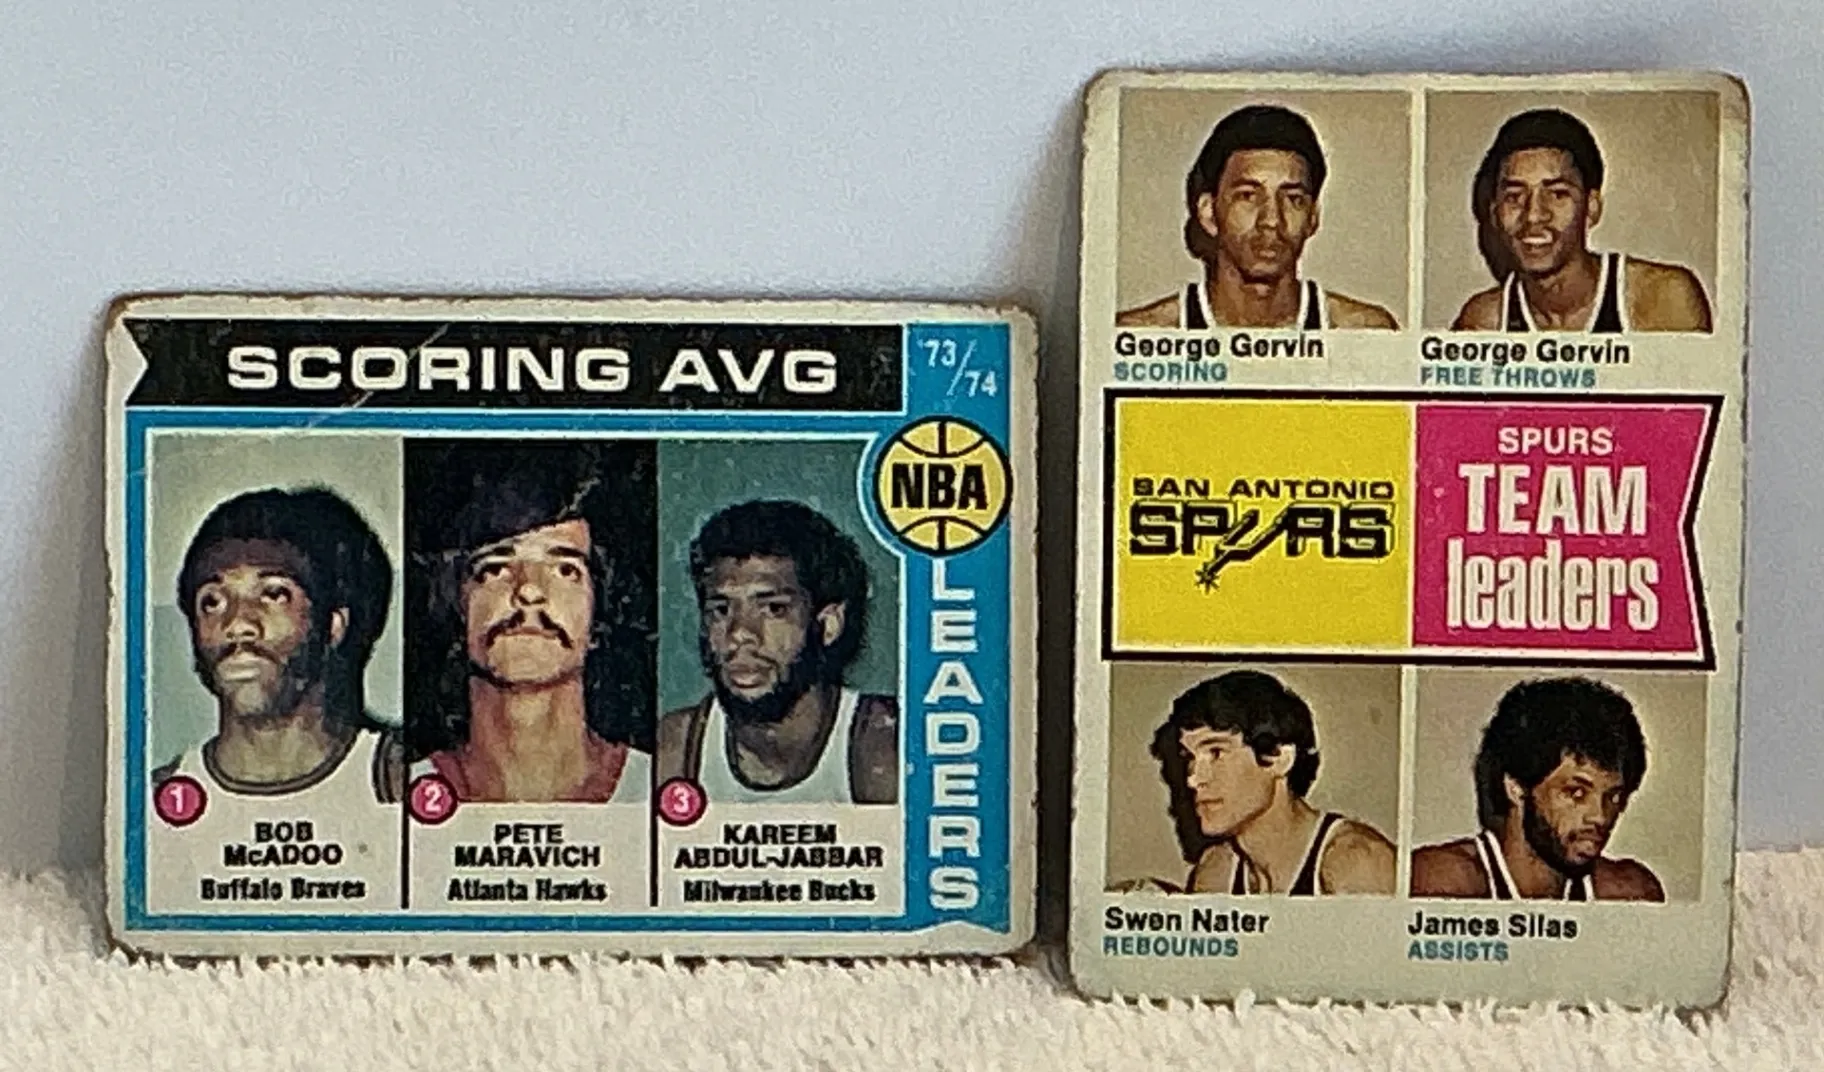 SCORING AVG
'73/74
NBA
LEADERS
1
BOB
McADOO
Buffalo Braves
2
PETE
MARAVICH
Atlanta Hawks
3
KAREEM
ABDUL-JABBAR
Milwaukee Bucks
George Gervin
SCORING
George Gervin
FREE THROWS
SAN ANTONIO
SPURS
SPURS
TEAM
leaders
Swen Nater
REBOUNDS
James Silas
ASSISTS